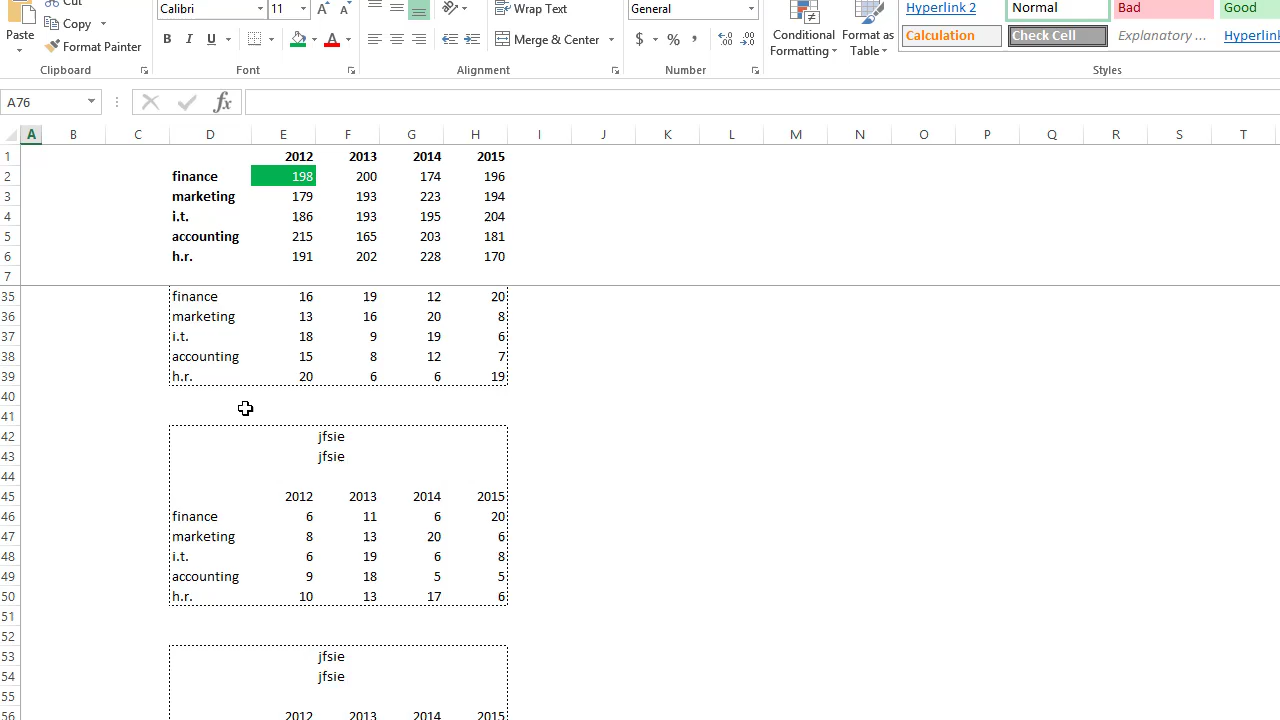 Cut Calibri 11 A A Wrap Text General Hyperlink 2 Normal Bad Good
Paste Copy B I U A Merge & Center $ % , Conditional Format as Calculation Check Cell Explanatory ... Hyperlink
Format Painter Formatting Table
Clipboard Font Alignment Number Styles
A76 fx
A B C D E F G H I J K L M N O P Q R S T
1 2012 2013 2014 2015
2 finance 198 200 174 196
3 marketing 179 193 223 194
4 i.t. 186 193 195 204
5 accounting 215 165 203 181
6 h.r. 191 202 228 170
7
35 finance 16 19 12 20
36 marketing 13 16 20 8
37 i.t. 18 9 19 6
38 accounting 15 8 12 7
39 h.r. 20 6 6 19
40
41
42 jfsie
43 jfsie
44
45 2012 2013 2014 2015
46 finance 6 11 6 20
47 marketing 8 13 20 6
48 i.t. 6 19 6 8
49 accounting 9 18 5 5
50 h.r. 10 13 17 6
51
52
53 jfsie
54 jfsie
55
56 2012 2013 2014 2015